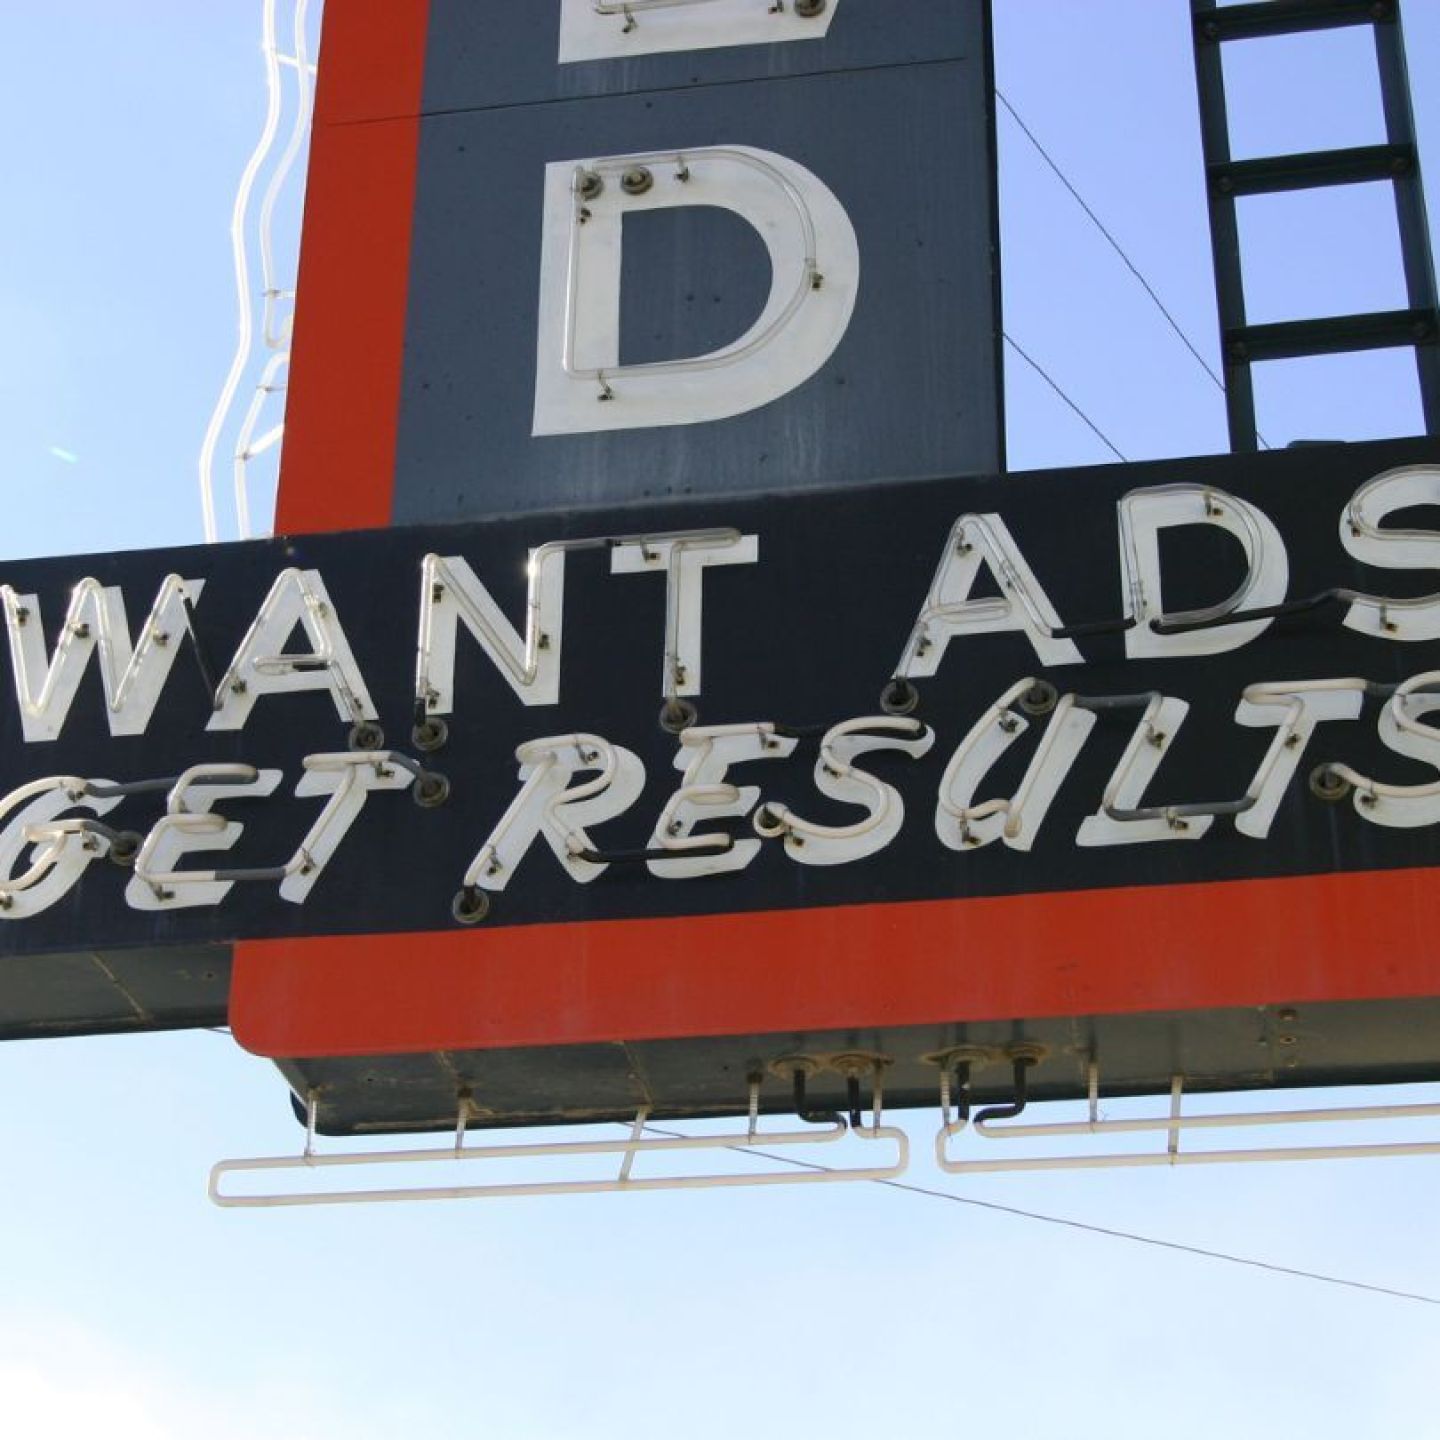 D
WANT ADS
GET RESULTS